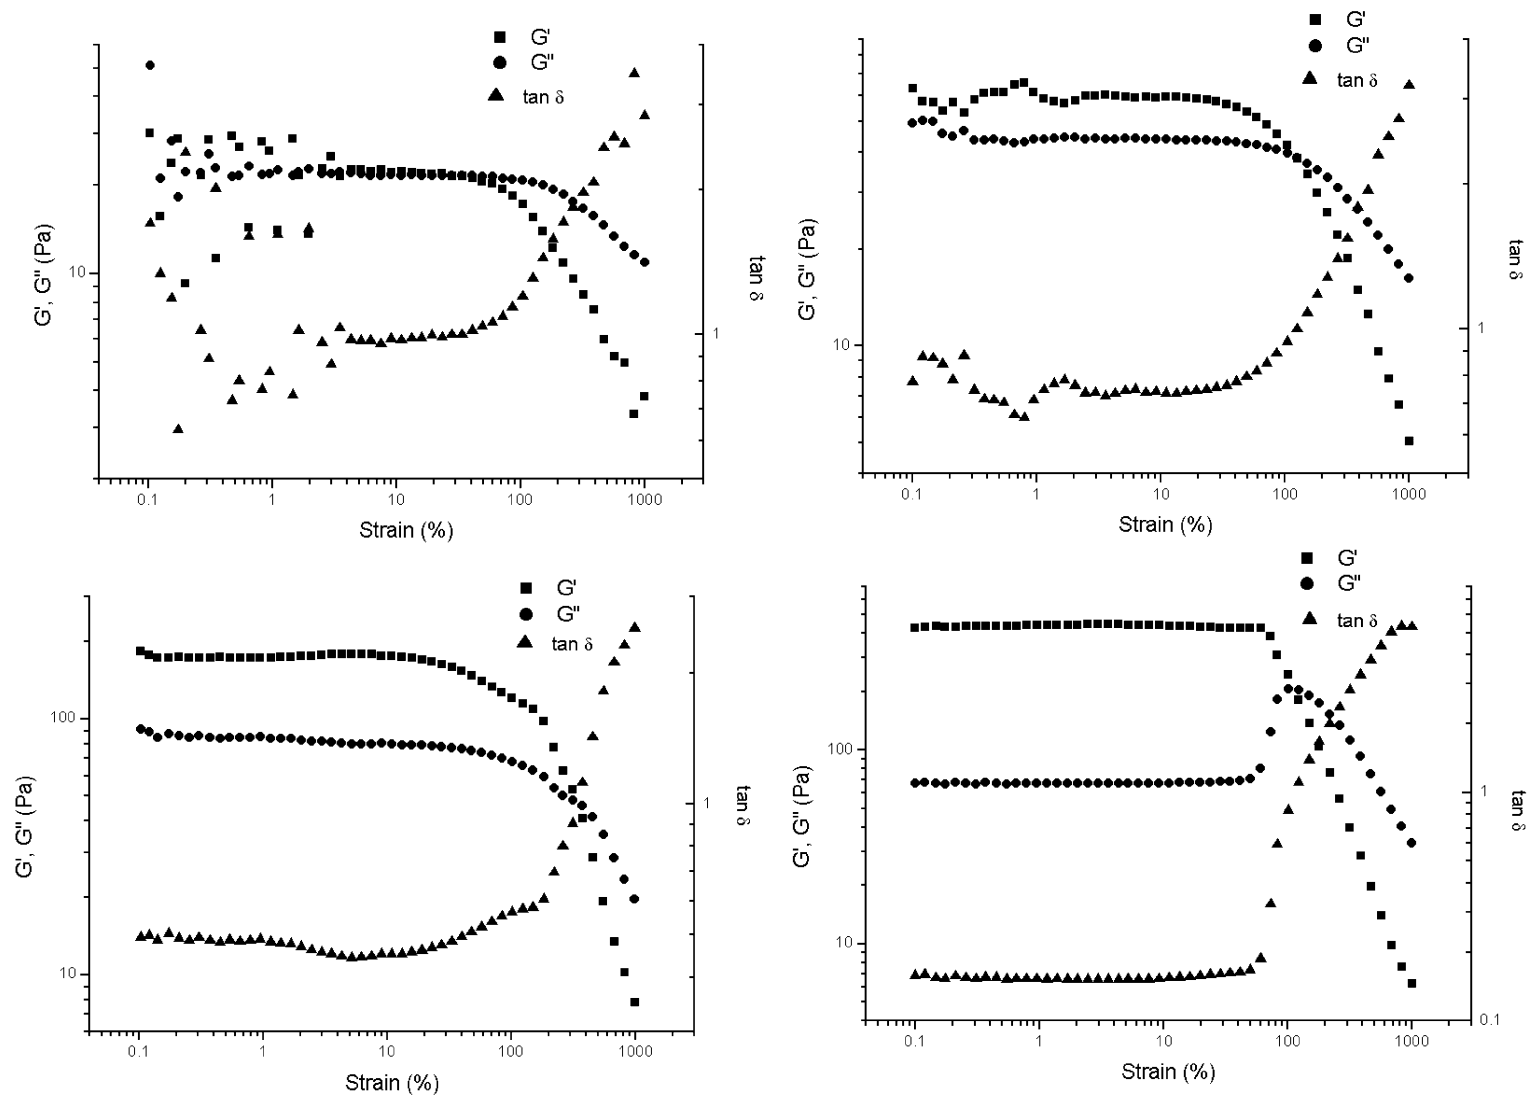 G'
G''
tan δ
G', G'' (Pa)
10
1
tan δ
0.1 1 10 100 1000
Strain (%)
G'
G''
tan δ
G', G'' (Pa)
10
1
tan δ
0.1 1 10 100 1000
Strain (%)
G'
G''
tan δ
G', G'' (Pa)
100
10
1
tan δ
0.1 1 10 100 1000
Strain (%)
G'
G''
tan δ
G', G'' (Pa)
100
10
1
0.1
tan δ
0.1 1 10 100 1000
Strain (%)